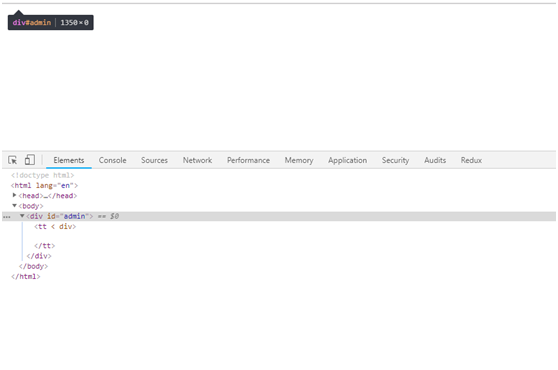 div#admin | 1350 × 0
Elements Console Sources Network Performance Memory Application Security Audits Redux
<!doctype html>
<html lang="en">
<head>…</head>
<body>
… <div id="admin"> == $0
<tt < div>
</tt>
</div>
</body>
</html>